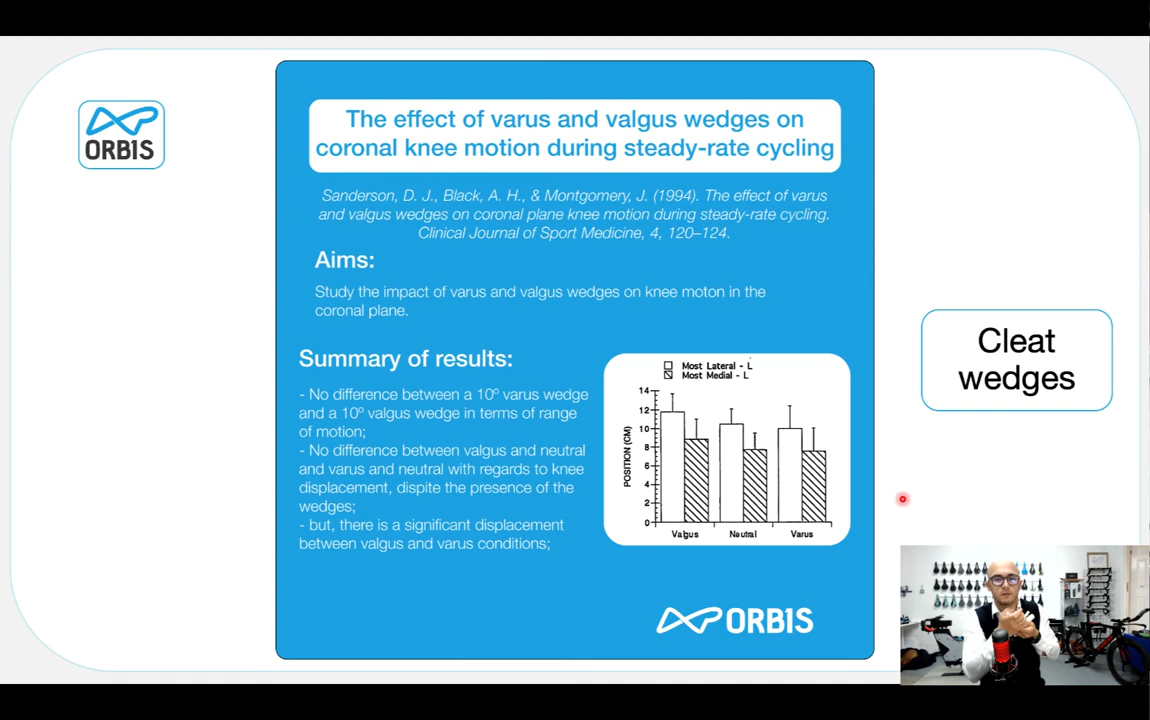 ORBIS
The effect of varus and valgus wedges on
coronal knee motion during steady-rate cycling
Sanderson, D. J., Black, A. H., & Montgomery, J. (1994). The effect of varus
and valgus wedges on coronal plane knee motion during steady-rate cycling.
Clinical Journal of Sport Medicine, 4, 120–124.
Aims:
Study the impact of varus and valgus wedges on knee moton in the
coronal plane.
Summary of results:
- No difference between a 10º varus wedge
and a 10º valgus wedge in terms of range
of motion;
- No difference between valgus and neutral
and varus and neutral with regards to knee
displacement, dispite the presence of the
wedges;
- but, there is a significant displacement
between valgus and varus conditions;
Most Lateral - L
Most Medial - L
POSITION (CM)
14
12
10
8
6
4
2
0
Valgus Neutral Varus
ORBIS
Cleat
wedges